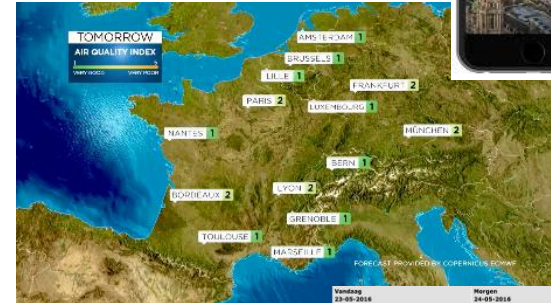 TOMORROW
AIR QUALITY INDEX
VERY GOOD VERY POOR
AMSTERDAM 1
BRUSSELS 1
LILLE 1
FRANKFURT 2
PARIS 2
LUXEMBOURG 1
NANTES 1
MÜNCHEN 2
BERN 1
BORDEAUX 2
LYON 2
GRENOBLE 1
TOULOUSE 1
MARSEILLE 1
FORECAST PROVIDED BY COPERNICUS ECMWF
Vandaag Morgen
23-05-2016 24-05-2016